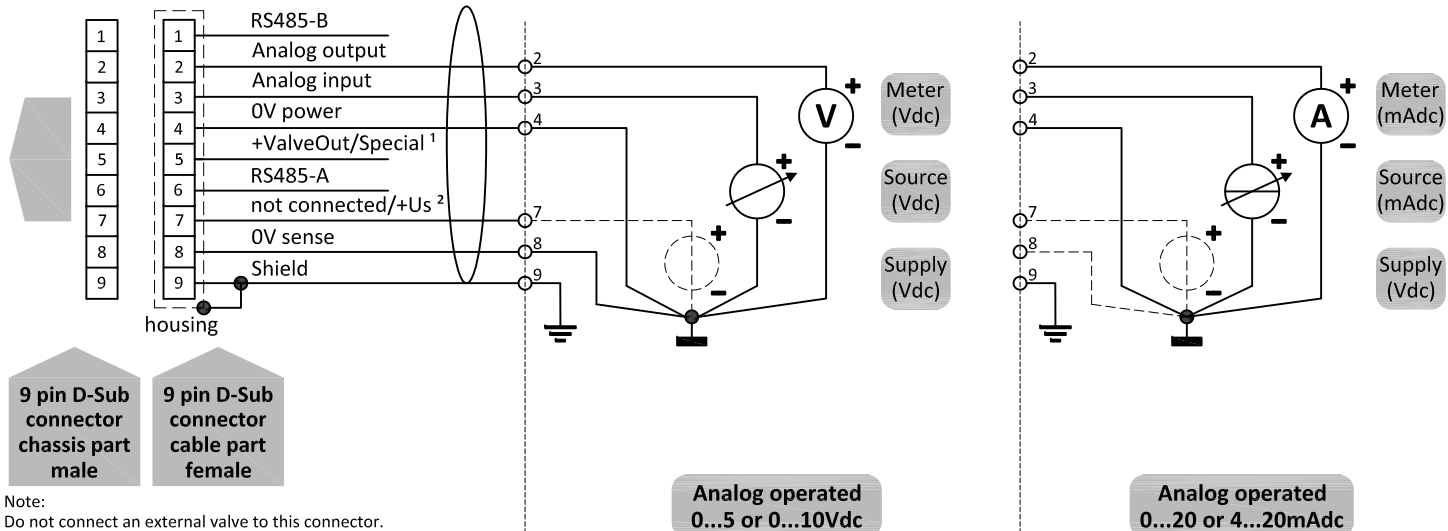 RS485-B
Analog output
Analog input
0V power
+ValveOut/Special ¹
RS485-A
not connected/+Us ²
0V sense
Shield
1
2
3
4
5
6
7
8
9
1
2
3
4
5
6
7
8
9
housing
2
3
4
7
8
9
V
+
−
+
−
+
−
Meter
(Vdc)
Source
(Vdc)
Supply
(Vdc)
2
3
4
7
8
9
A
+
−
+
−
+
−
Meter
(mAdc)
Source
(mAdc)
Supply
(Vdc)
9 pin D-Sub
connector
chassis part
male
9 pin D-Sub
connector
cable part
female
Note:
Do not connect an external valve to this connector.
Analog operated
0...5 or 0...10Vdc
Analog operated
0...20 or 4...20mAdc